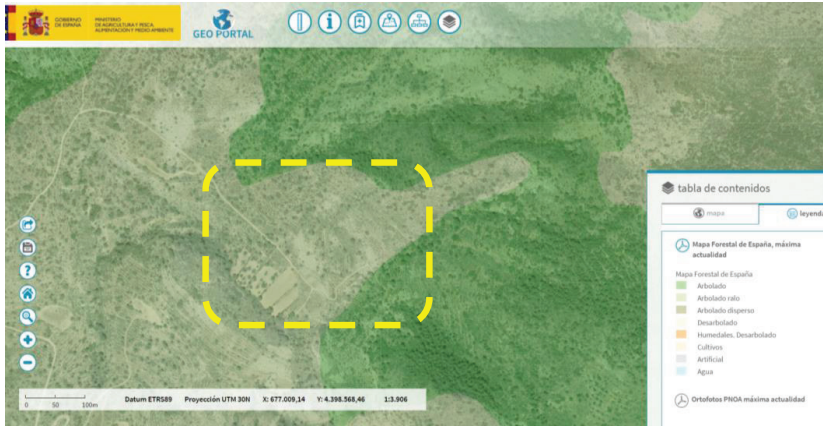 GOBIERNO
DE ESPAÑA
MINISTERIO
DE AGRICULTURA Y PESCA,
ALIMENTACIÓN Y MEDIO AMBIENTE
GEO PORTAL
tabla de contenidos
mapa
leyenda
Mapa Forestal de España, máxima
actualidad
Mapa Forestal de España
Arbolado
Arbolado ralo
Arbolado disperso
Desarbolado
Humedales. Desarbolado
Cultivos
Artificial
Agua
Ortofotos PNOA máxima actualidad
0 50 100m
Datum ETRS89 Proyección UTM 30N X: 677.009,14 Y: 4.398.568,46 1:3.906